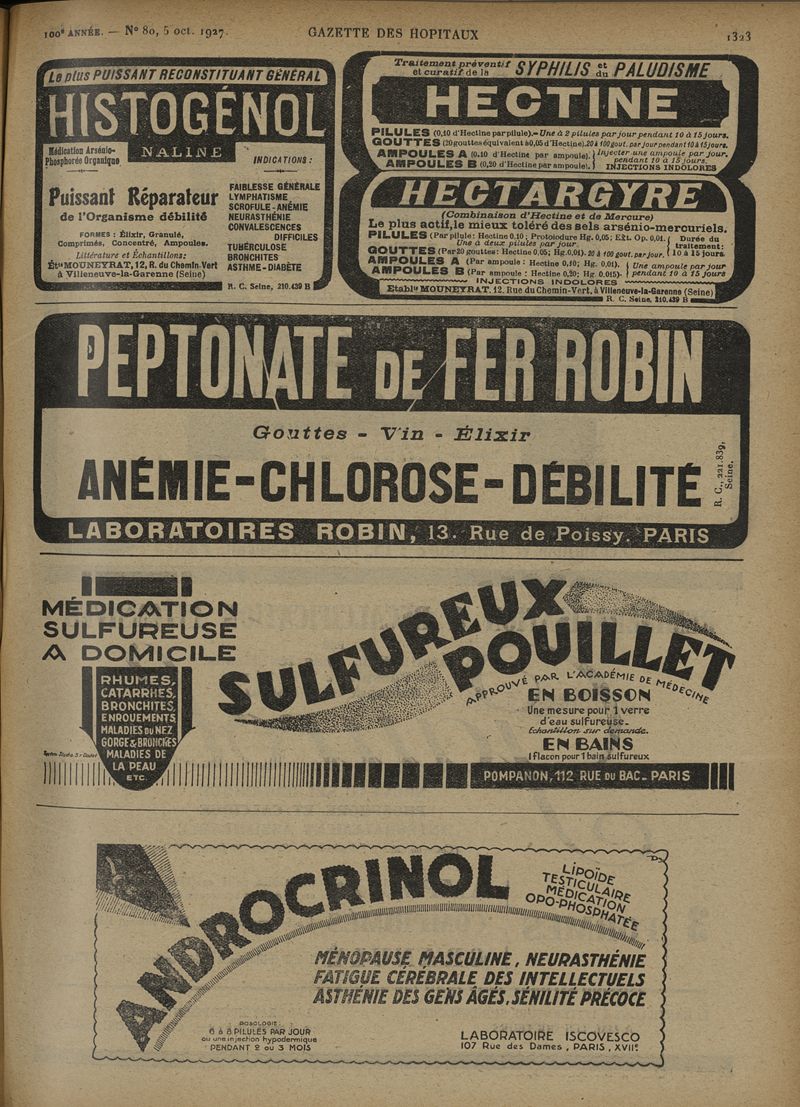 100e ANNÉE. — No 80, 5 oct. 1927.
GAZETTE DES HOPITAUX
1323
Le plus PUISSANT RECONSTITUANT GÉNÉRAL
HISTOGÉNOL
Médication Arsénio-
Phosphorée Organique
NALINE
INDICATIONS :
Puissant Réparateur
de l'Organisme débilité
FORMES : Élixir, Granulé,
Comprimés, Concentré, Ampoules.
Littérature et Échantillons:
Éts MOUNEYRAT, 12, R. du Chemin-Vert
à Villeneuve-la-Garenne (Seine)
FAIBLESSE GÉNÉRALE
LYMPHATISME
SCROFULE - ANÉMIE
NEURASTHÉNIE
CONVALESCENCES
DIFFICILES
TUBERCULOSE
BRONCHITES
ASTHME - DIABÈTE
R. C. Seine, 210.439 B
Traitement préventif
et curatif de la SYPHILIS et du PALUDISME
HECTINE
PILULES (0,10 d'Hectine par pilule).- Une à 2 pilules par jour pendant 10 à 15 jours.
GOUTTES (20 gouttes équivalent à 0,05 d'Hectine). 20 à 100 gout. par jour pendant 10 à 15 jours.
AMPOULES A (0,10 d'Hectine par ampoule). Injecter une ampoule par jour.
AMPOULES B (0,20 d'Hectine par ampoule). pendant 10 à 15 jours.
INJECTIONS INDOLORES
HECTARGYRE
(Combinaison d'Hectine et de Mercure)
Le plus actif, le mieux toléré des sels arsénio-mercuriels.
PILULES (Par pilule: Hectine 0,10; Protoiodure Hg. 0,05; Ext. Op. 0,01.
Une à deux pilules par jour.
GOUTTES (Par 20 gouttes: Hectine 0,05; Hg. 0,01). 20 à 100 gout. par jour.
Durée du
traitement:
10 à 15 jours
AMPOULES A (Par ampoule : Hectine 0,10; Hg. 0,01).
AMPOULES B (Par ampoule : Hectine 0,20; Hg. 0,015).
Une ampoule par jour
pendant 10 à 15 jours
INJECTIONS INDOLORES
Établts MOUNEYRAT, 12, Rue du Chemin-Vert, à Villeneuve-la-Garenne (Seine)
R. C. Seine, 210.439 B
PEPTONATE DE FER ROBIN
Gouttes - Vin - Élixir
ANÉMIE-CHLOROSE-DÉBILITÉ
R. C., 221.839,
Seine.
LABORATOIRES ROBIN, 13. Rue de Poissy. PARIS
MÉDICATION
SULFUREUSE
A DOMICILE
RHUMES,
CATARRHES,
BRONCHITES,
ENROUEMENTS
MALADIES DU NEZ
GORGE & BRONCHES
MALADIES DE
LA PEAU
ETC.
SULFUREUX
POUILLET
APPROUVÉ PAR L'ACADÉMIE DE MÉDECINE
EN BOISSON
Une mesure pour 1 verre
d'eau sulfureuse.
Échantillon sur demande.
EN BAINS
1 flacon pour 1 bain sulfureux
POMPANON, 112 RUE DU BAC. PARIS
ANDROCRINOL
LIPOÏDE
TESTICULAIRE
MÉDICATION
OPO-PHOSPHATÉE
MÉNOPAUSE MASCULINE, NEURASTHÉNIE
FATIGUE CÉRÉBRALE DES INTELLECTUELS
ASTHÉNIE DES GENS ÂGÉS, SÉNILITÉ PRÉCOCE
POSOLOGIE:
6 à 8 PILULES PAR JOUR
ou une injection hypodermique
PENDANT 2 OU 3 MOIS
LABORATOIRE ISCOVESCO
107 Rue des Dames, PARIS, XVIIe